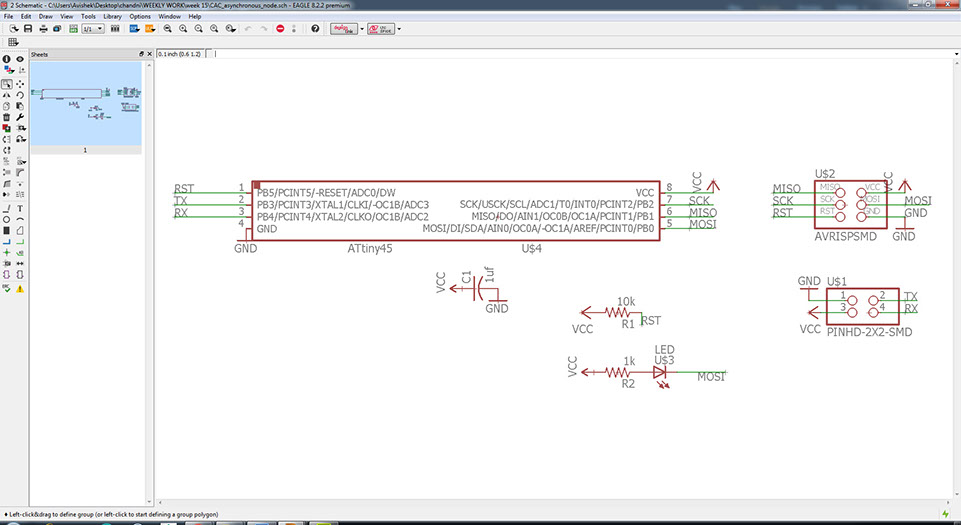 2 Schematic - C:\Users\Avishek\Desktop\chandni\WEEKLY WORK\week 15\CAC_asynchronous_node.sch - EAGLE 8.2.2 premium
File Edit Draw View Tools Library Options Window Help
1/1
Sheets
0.1 inch (0.6 1.2)
1
RST 1 PB5/PCINT5/-RESET/ADC0/DW
TX 2 PB3/PCINT3/XTAL1/CLKI/-OC1B/ADC3
RX 3 PB4/PCINT4/XTAL2/CLKO/OC1B/ADC2
4 GND
GND
VCC 8 VCC
SCK/USCK/SCL/ADC1/T0/INT0/PCINT2/PB2 7 SCK
MISO/DO/AIN1/OC0B/OC1A/PCINT1/PB1 6 MISO
MOSI/DI/SDA/AIN0/OC0A/-OC1A/AREF/PCINT0/PB0 5 MOSI
ATtiny45 U$4
U$2
MISO MISO VCC VCC
SCK SCK MOSI MOSI
RST RST GND GND
AVRISPSMD GND
VCC C1 1uf
GND
10k
VCC R1 RST
GND U$1
1 2 TX
3 4 RX
VCC PINHD-2X2-SMD
LED
VCC 1k U$3
R2 MOSI
Left-click&drag to define group (or left-click to start defining a group polygon)